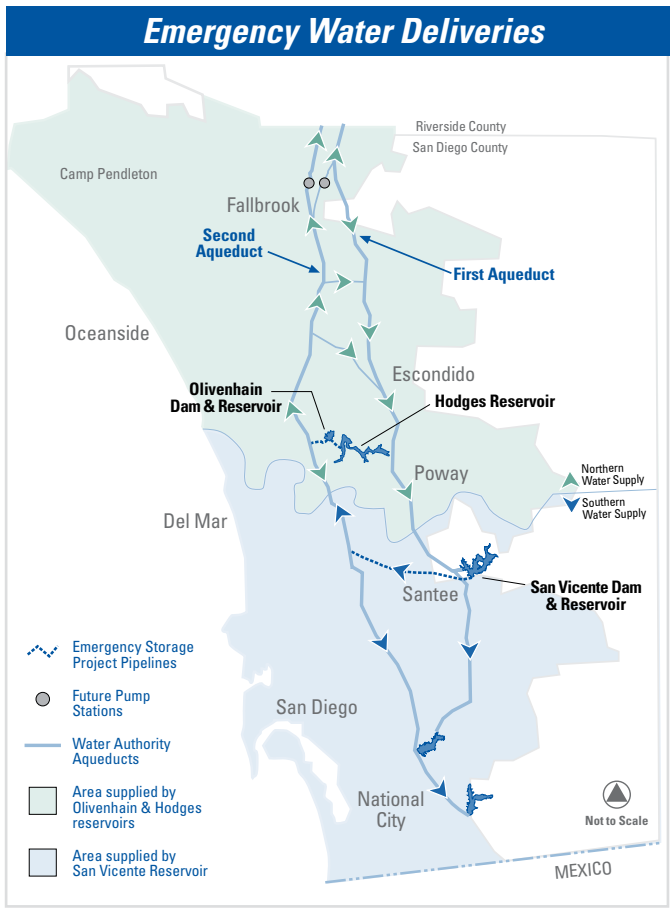 Emergency Water Deliveries
Riverside County
San Diego County
Camp Pendleton
Fallbrook
Second
Aqueduct
First Aqueduct
Oceanside
Escondido
Olivenhain
Dam & Reservoir
Hodges Reservoir
Poway
Northern
Water Supply
Southern
Water Supply
Del Mar
Santee
San Vicente Dam
& Reservoir
Emergency Storage
Project Pipelines
Future Pump
Stations
San Diego
Water Authority
Aqueducts
Area supplied by
Olivenhain & Hodges
reservoirs
National
City
Not to Scale
Area supplied by
San Vicente Reservoir
MEXICO